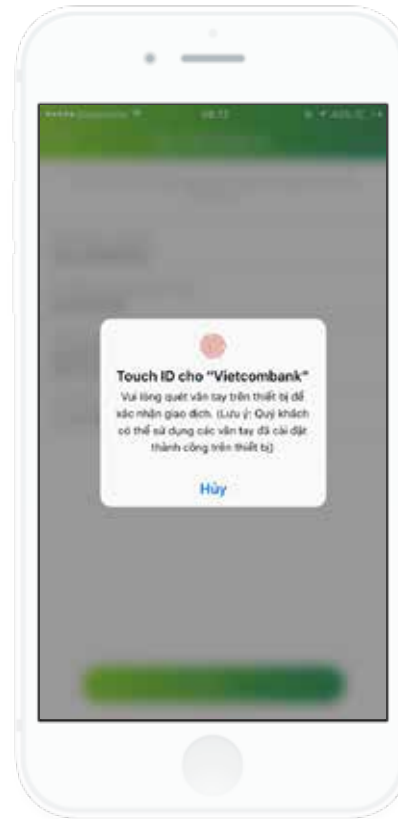 Touch ID cho "Vietcombank"
Vui lòng quét vân tay trên thiết bị để
xác nhận giao dịch. (Lưu ý: Quý khách
có thể sử dụng các vân tay đã cài đặt
thành công trên thiết bị)
Hủy